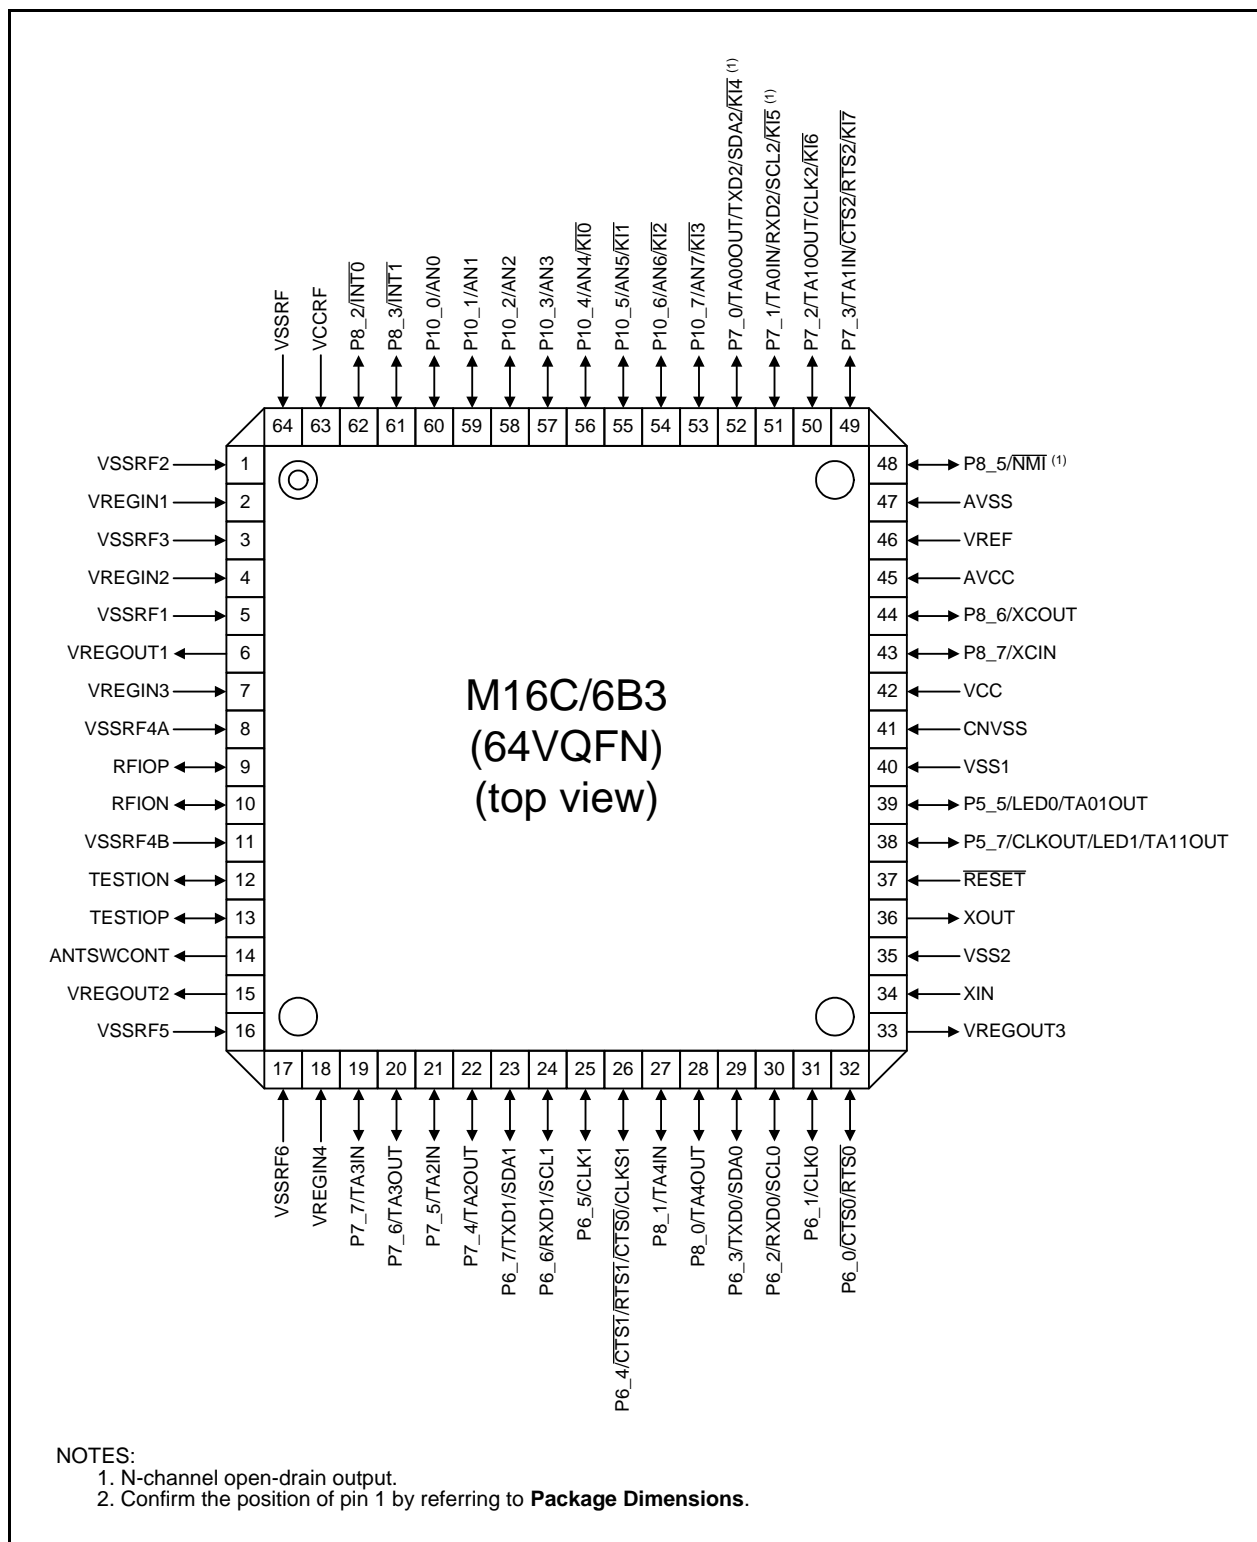 VSSRF
VCCRF
P8_2/INT0
P8_3/INT1
P10_0/AN0
P10_1/AN1
P10_2/AN2
P10_3/AN3
P10_4/AN4/KI0
P10_5/AN5/KI1
P10_6/AN6/KI2
P10_7/AN7/KI3
P7_0/TA00OUT/TXD2/SDA2/KI4 (1)
P7_1/TA0IN/RXD2/SCL2/KI5 (1)
P7_2/TA10OUT/CLK2/KI6
P7_3/TA1IN/CTS2/RTS2/KI7
64 63 62 61 60 59 58 57 56 55 54 53 52 51 50 49
VSSRF2 1 48 P8_5/NMI (1)
VREGIN1 2 47 AVSS
VSSRF3 3 46 VREF
VREGIN2 4 45 AVCC
VSSRF1 5 44 P8_6/XCOUT
VREGOUT1 6 43 P8_7/XCIN
VREGIN3 7 42 VCC
M16C/6B3
VSSRF4A 8 41 CNVSS
(64VQFN)
RFIOP 9 40 VSS1
(top view)
RFION 10 39 P5_5/LED0/TA01OUT
VSSRF4B 11 38 P5_7/CLKOUT/LED1/TA11OUT
TESTION 12 37 RESET
TESTIOP 13 36 XOUT
ANTSWCONT 14 35 VSS2
VREGOUT2 15 34 XIN
VSSRF5 16 33 VREGOUT3
17 18 19 20 21 22 23 24 25 26 27 28 29 30 31 32
VSSRF6
VREGIN4
P7_7/TA3IN
P7_6/TA3OUT
P7_5/TA2IN
P7_4/TA2OUT
P6_7/TXD1/SDA1
P6_6/RXD1/SCL1
P6_5/CLK1
P6_4/CTS1/RTS1/CTS0/CLKS1
P8_1/TA4IN
P8_0/TA4OUT
P6_3/TXD0/SDA0
P6_2/RXD0/SCL0
P6_1/CLK0
P6_0/CTS0/RTS0
NOTES:
1. N-channel open-drain output.
2. Confirm the position of pin 1 by referring to Package Dimensions.